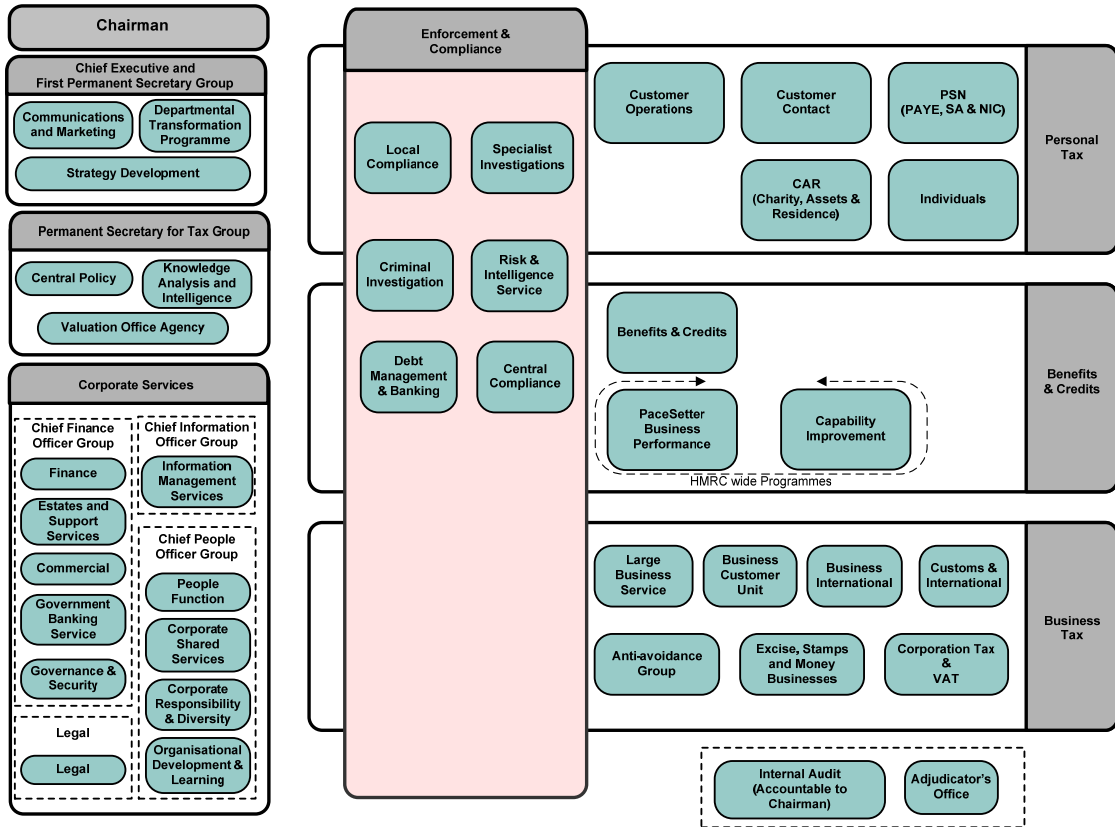 Chairman
Chief Executive and
First Permanent Secretary Group
Communications
and Marketing
Departmental
Transformation
Programme
Strategy Development
Permanent Secretary for Tax Group
Central Policy
Knowledge
Analysis and
Intelligence
Valuation Office Agency
Corporate Services
Chief Finance
Officer Group
Finance
Estates and
Support
Services
Commercial
Government
Banking
Service
Governance &
Security
Legal
Legal
Chief Information
Officer Group
Information
Management
Services
Chief People
Officer Group
People
Function
Corporate
Shared
Services
Corporate
Responsibility
& Diversity
Organisational
Development &
Learning
Enforcement &
Compliance
Local
Compliance
Specialist
Investigations
Criminal
Investigation
Risk &
Intelligence
Service
Debt
Management
& Banking
Central
Compliance
Customer
Operations
Customer
Contact
PSN
(PAYE, SA & NIC)
CAR
(Charity, Assets &
Residence)
Individuals
Personal
Tax
Benefits & Credits
PaceSetter
Business
Performance
Capability
Improvement
HMRC wide Programmes
Benefits
& Credits
Large
Business
Service
Business
Customer
Unit
Business
International
Customs &
International
Anti-avoidance
Group
Excise, Stamps
and Money
Businesses
Corporation Tax
&
VAT
Business
Tax
Internal Audit
(Accountable to
Chairman)
Adjudicator's
Office